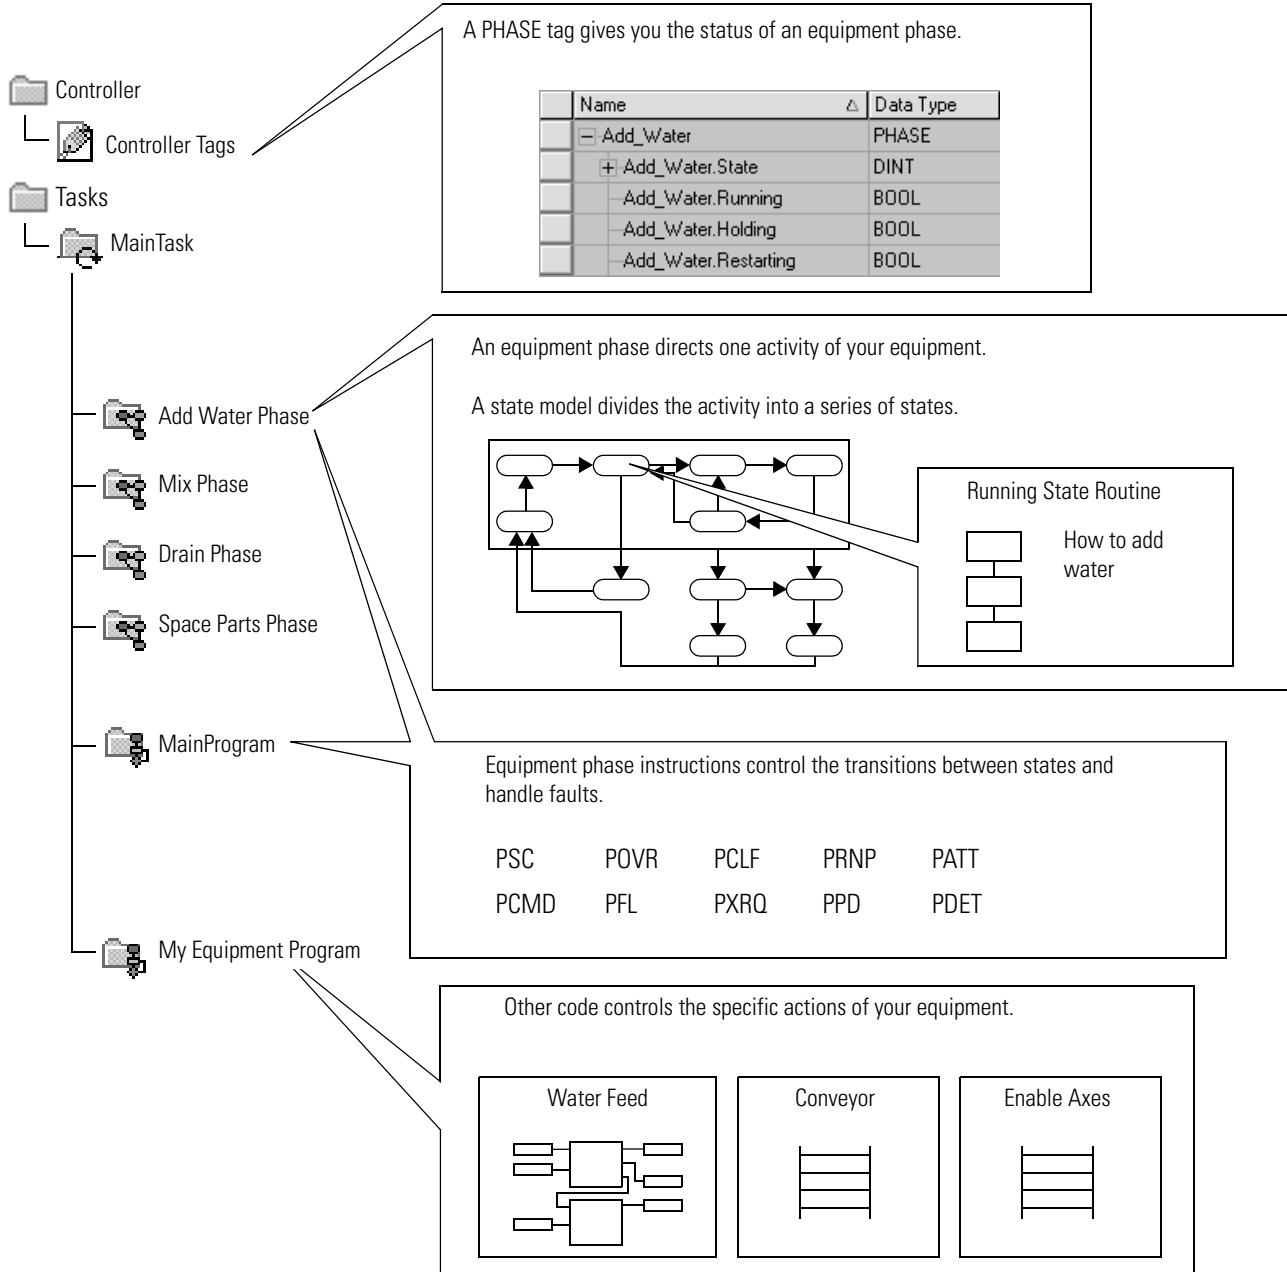 A PHASE tag gives you the status of an equipment phase.
Controller
Controller Tags
Name Data Type
Add_Water PHASE
Add_Water.State DINT
Add_Water.Running BOOL
Add_Water.Holding BOOL
Add_Water.Restarting BOOL
Tasks
MainTask
An equipment phase directs one activity of your equipment.
A state model divides the activity into a series of states.
Add Water Phase
Mix Phase
Drain Phase
Space Parts Phase
Running State Routine
How to add
water
MainProgram
Equipment phase instructions control the transitions between states and
handle faults.
PSC POVR PCLF PRNP PATT
PCMD PFL PXRQ PPD PDET
My Equipment Program
Other code controls the specific actions of your equipment.
Water Feed Conveyor Enable Axes